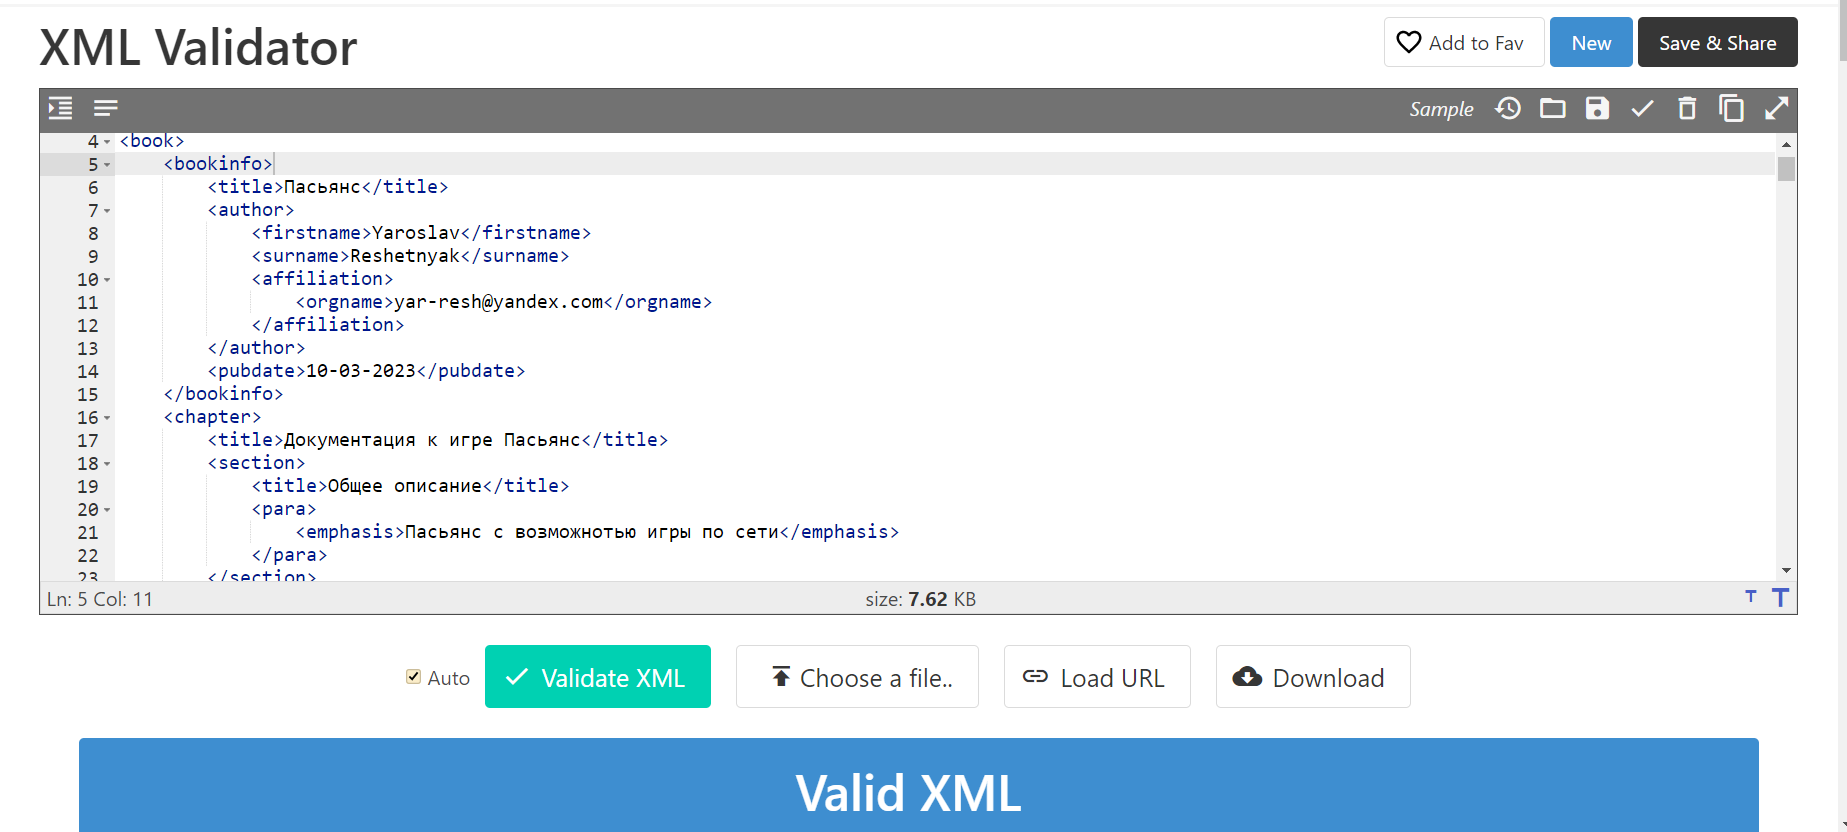 XML Validator
Add to Fav
New
Save & Share
Sample
4 <book>
5 <bookinfo>
6 <title>Пасьянс</title>
7 <author>
8 <firstname>Yaroslav</firstname>
9 <surname>Reshetnyak</surname>
10 <affiliation>
11 <orgname>yar-resh@yandex.com</orgname>
12 </affiliation>
13 </author>
14 <pubdate>10-03-2023</pubdate>
15 </bookinfo>
16 <chapter>
17 <title>Документация к игре Пасьянс</title>
18 <section>
19 <title>Общее описание</title>
20 <para>
21 <emphasis>Пасьянс с возможнотью игры по сети</emphasis>
22 </para>
23 </section>
Ln: 5 Col: 11
size: 7.62 KB
T T
Auto
Validate XML
Choose a file..
Load URL
Download
Valid XML